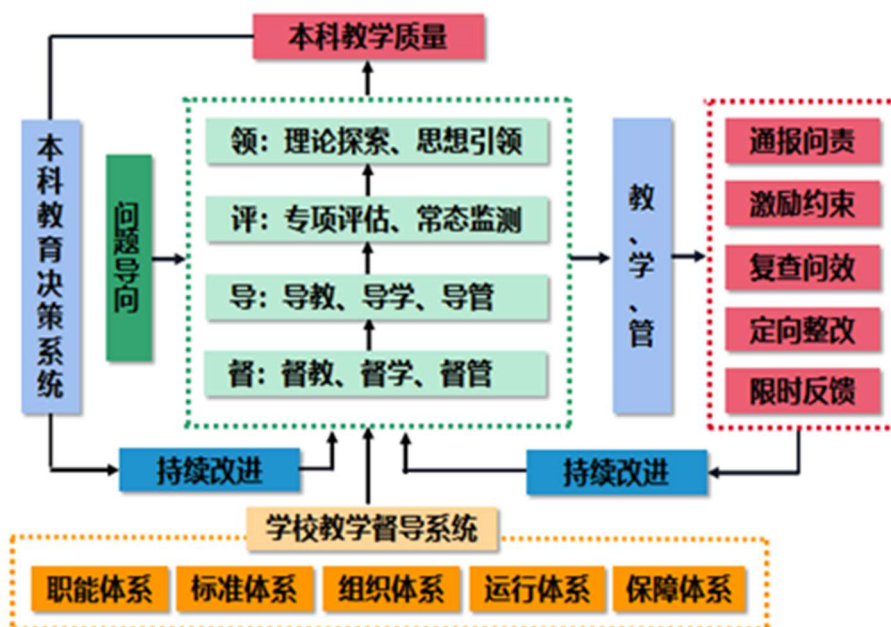 本科教学质量
本科教育决策系统
问题导向
领：理论探索、思想引领
评：专项评估、常态监测
导：导教、导学、导管
督：督教、督学、督管
教、学、管
通报问责
激励约束
复查问效
定向整改
限时反馈
持续改进
持续改进
学校教学督导系统
职能体系
标准体系
组织体系
运行体系
保障体系